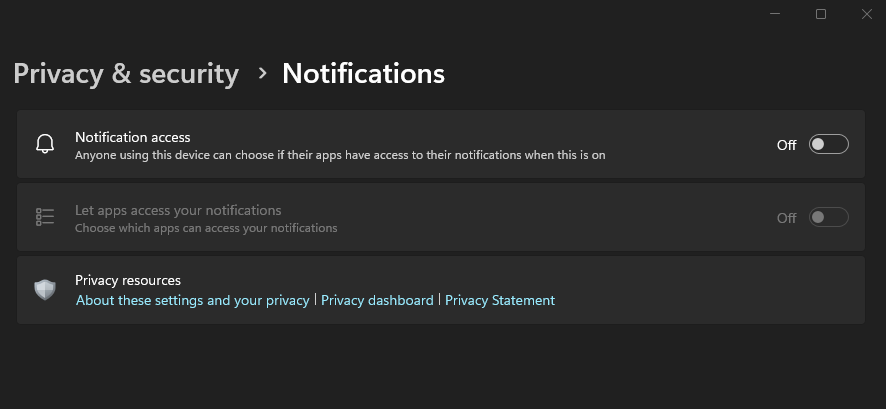 Privacy & security > Notifications
Notification access
Anyone using this device can choose if their apps have access to their notifications when this is on
Off
Let apps access your notifications
Choose which apps can access your notifications
Off
Privacy resources
About these settings and your privacy | Privacy dashboard | Privacy Statement